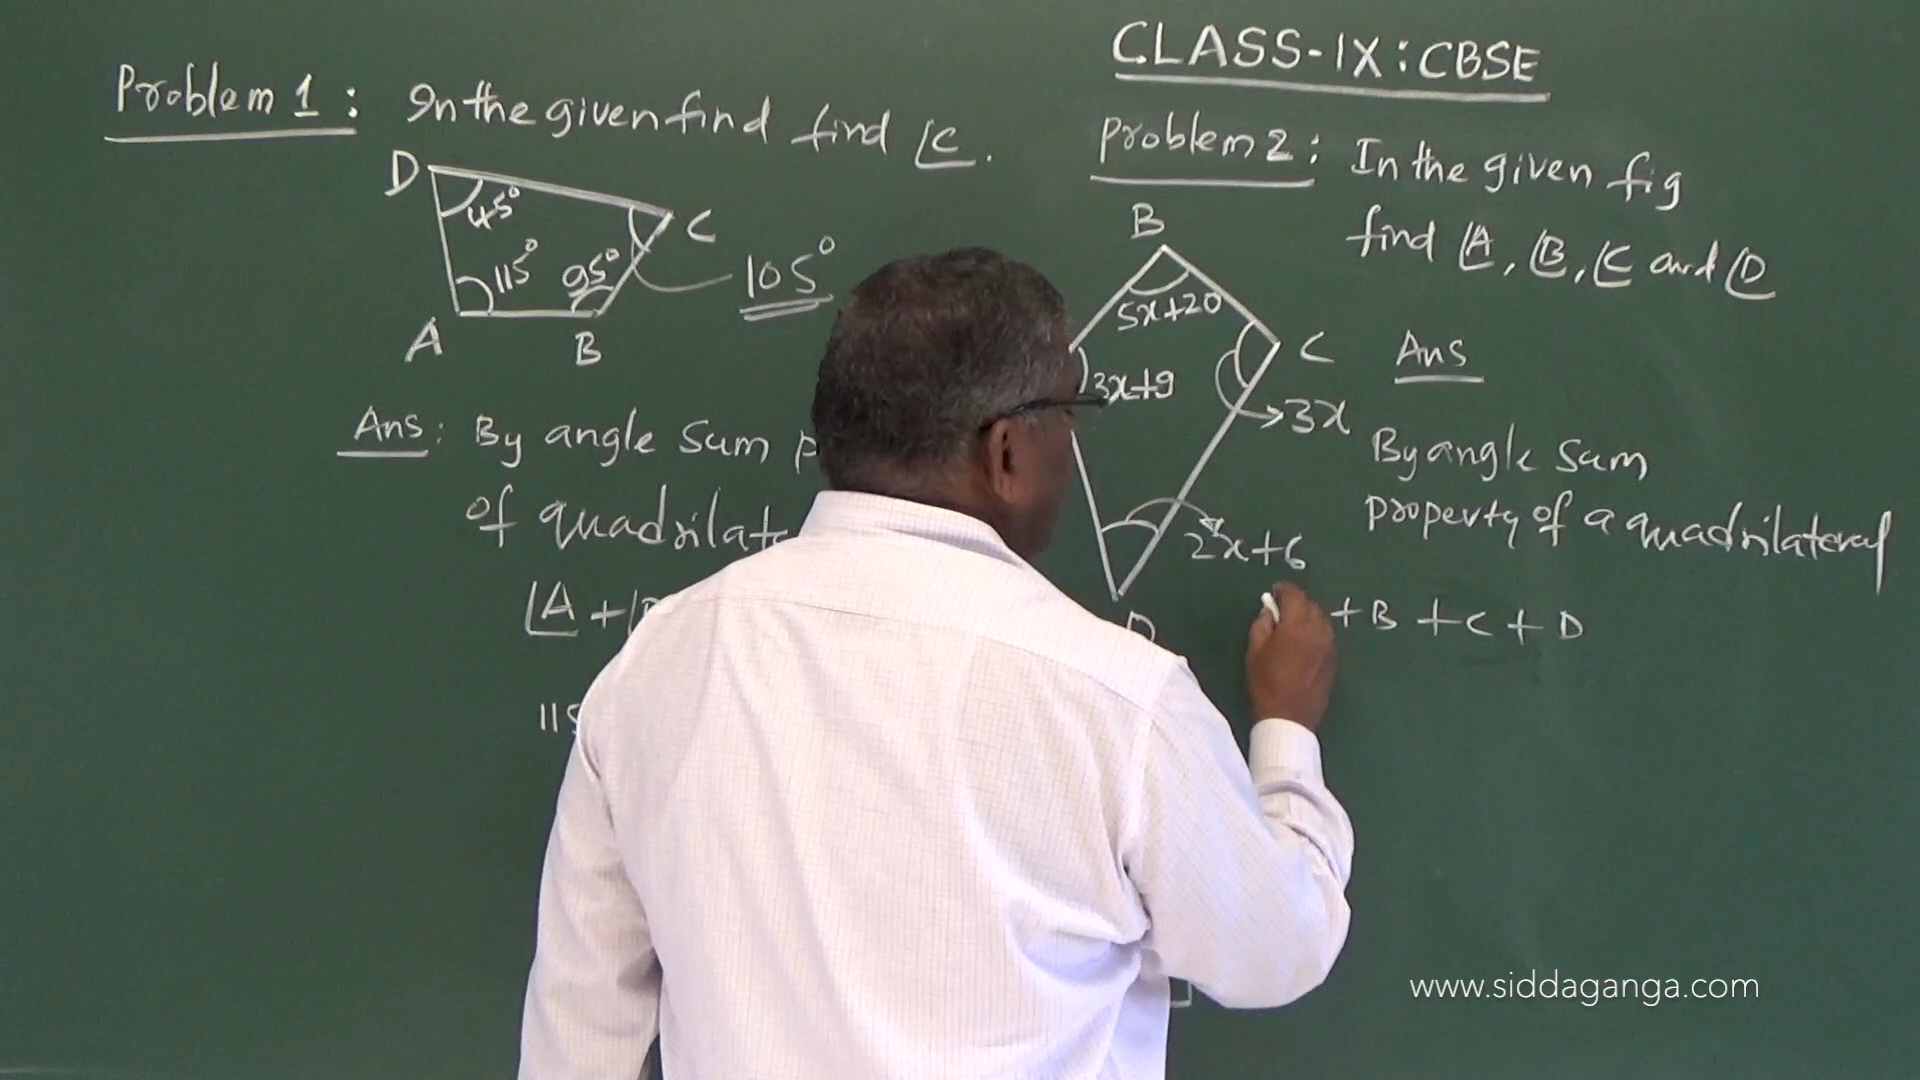 CLASS-IX: CBSE
Problem 1: In the given find find ∠C.
D
45°
C
115°
95°
105°
A
B
Ans: By angle sum
of
∠A +
Problem 2: In the given fig
find ∠A, ∠B, ∠C and ∠D
B
5x+20
C
3x+9
3x
2x+6
D
Ans
By angle sum
property of a quadrilateral
+ B + C + D
www.siddaganga.com